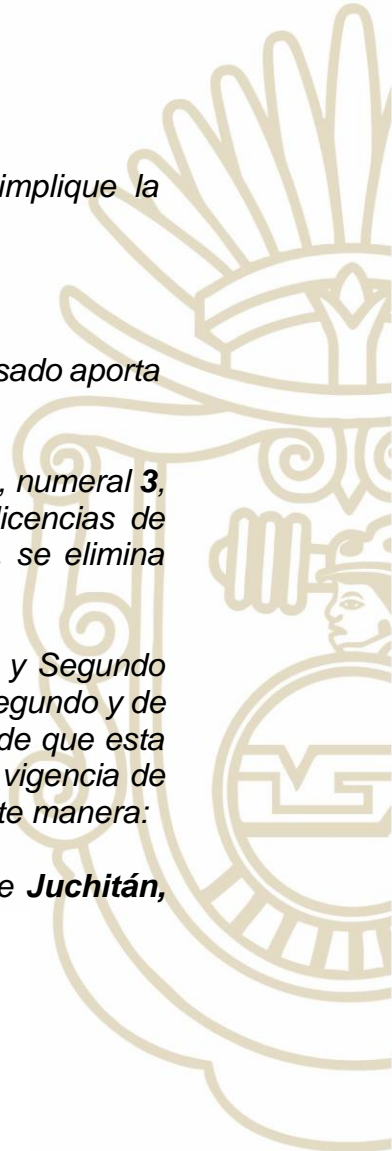 implique la
sado aporta
, numeral 3,
licencias de
se elimina
y Segundo
egundo y de
de que esta
vigencia de
te manera:
e Juchitán,